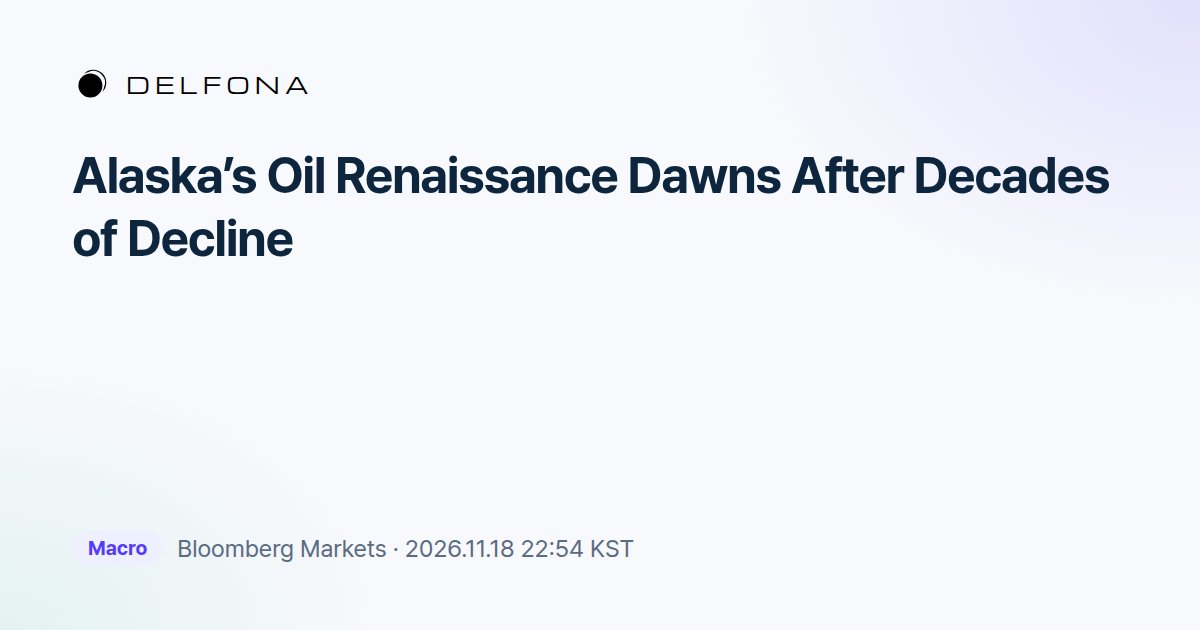 DELFONA
Alaska’s Oil Renaissance Dawns After Decades
of Decline
Macro Bloomberg Markets · 2026.11.18 22:54 KST